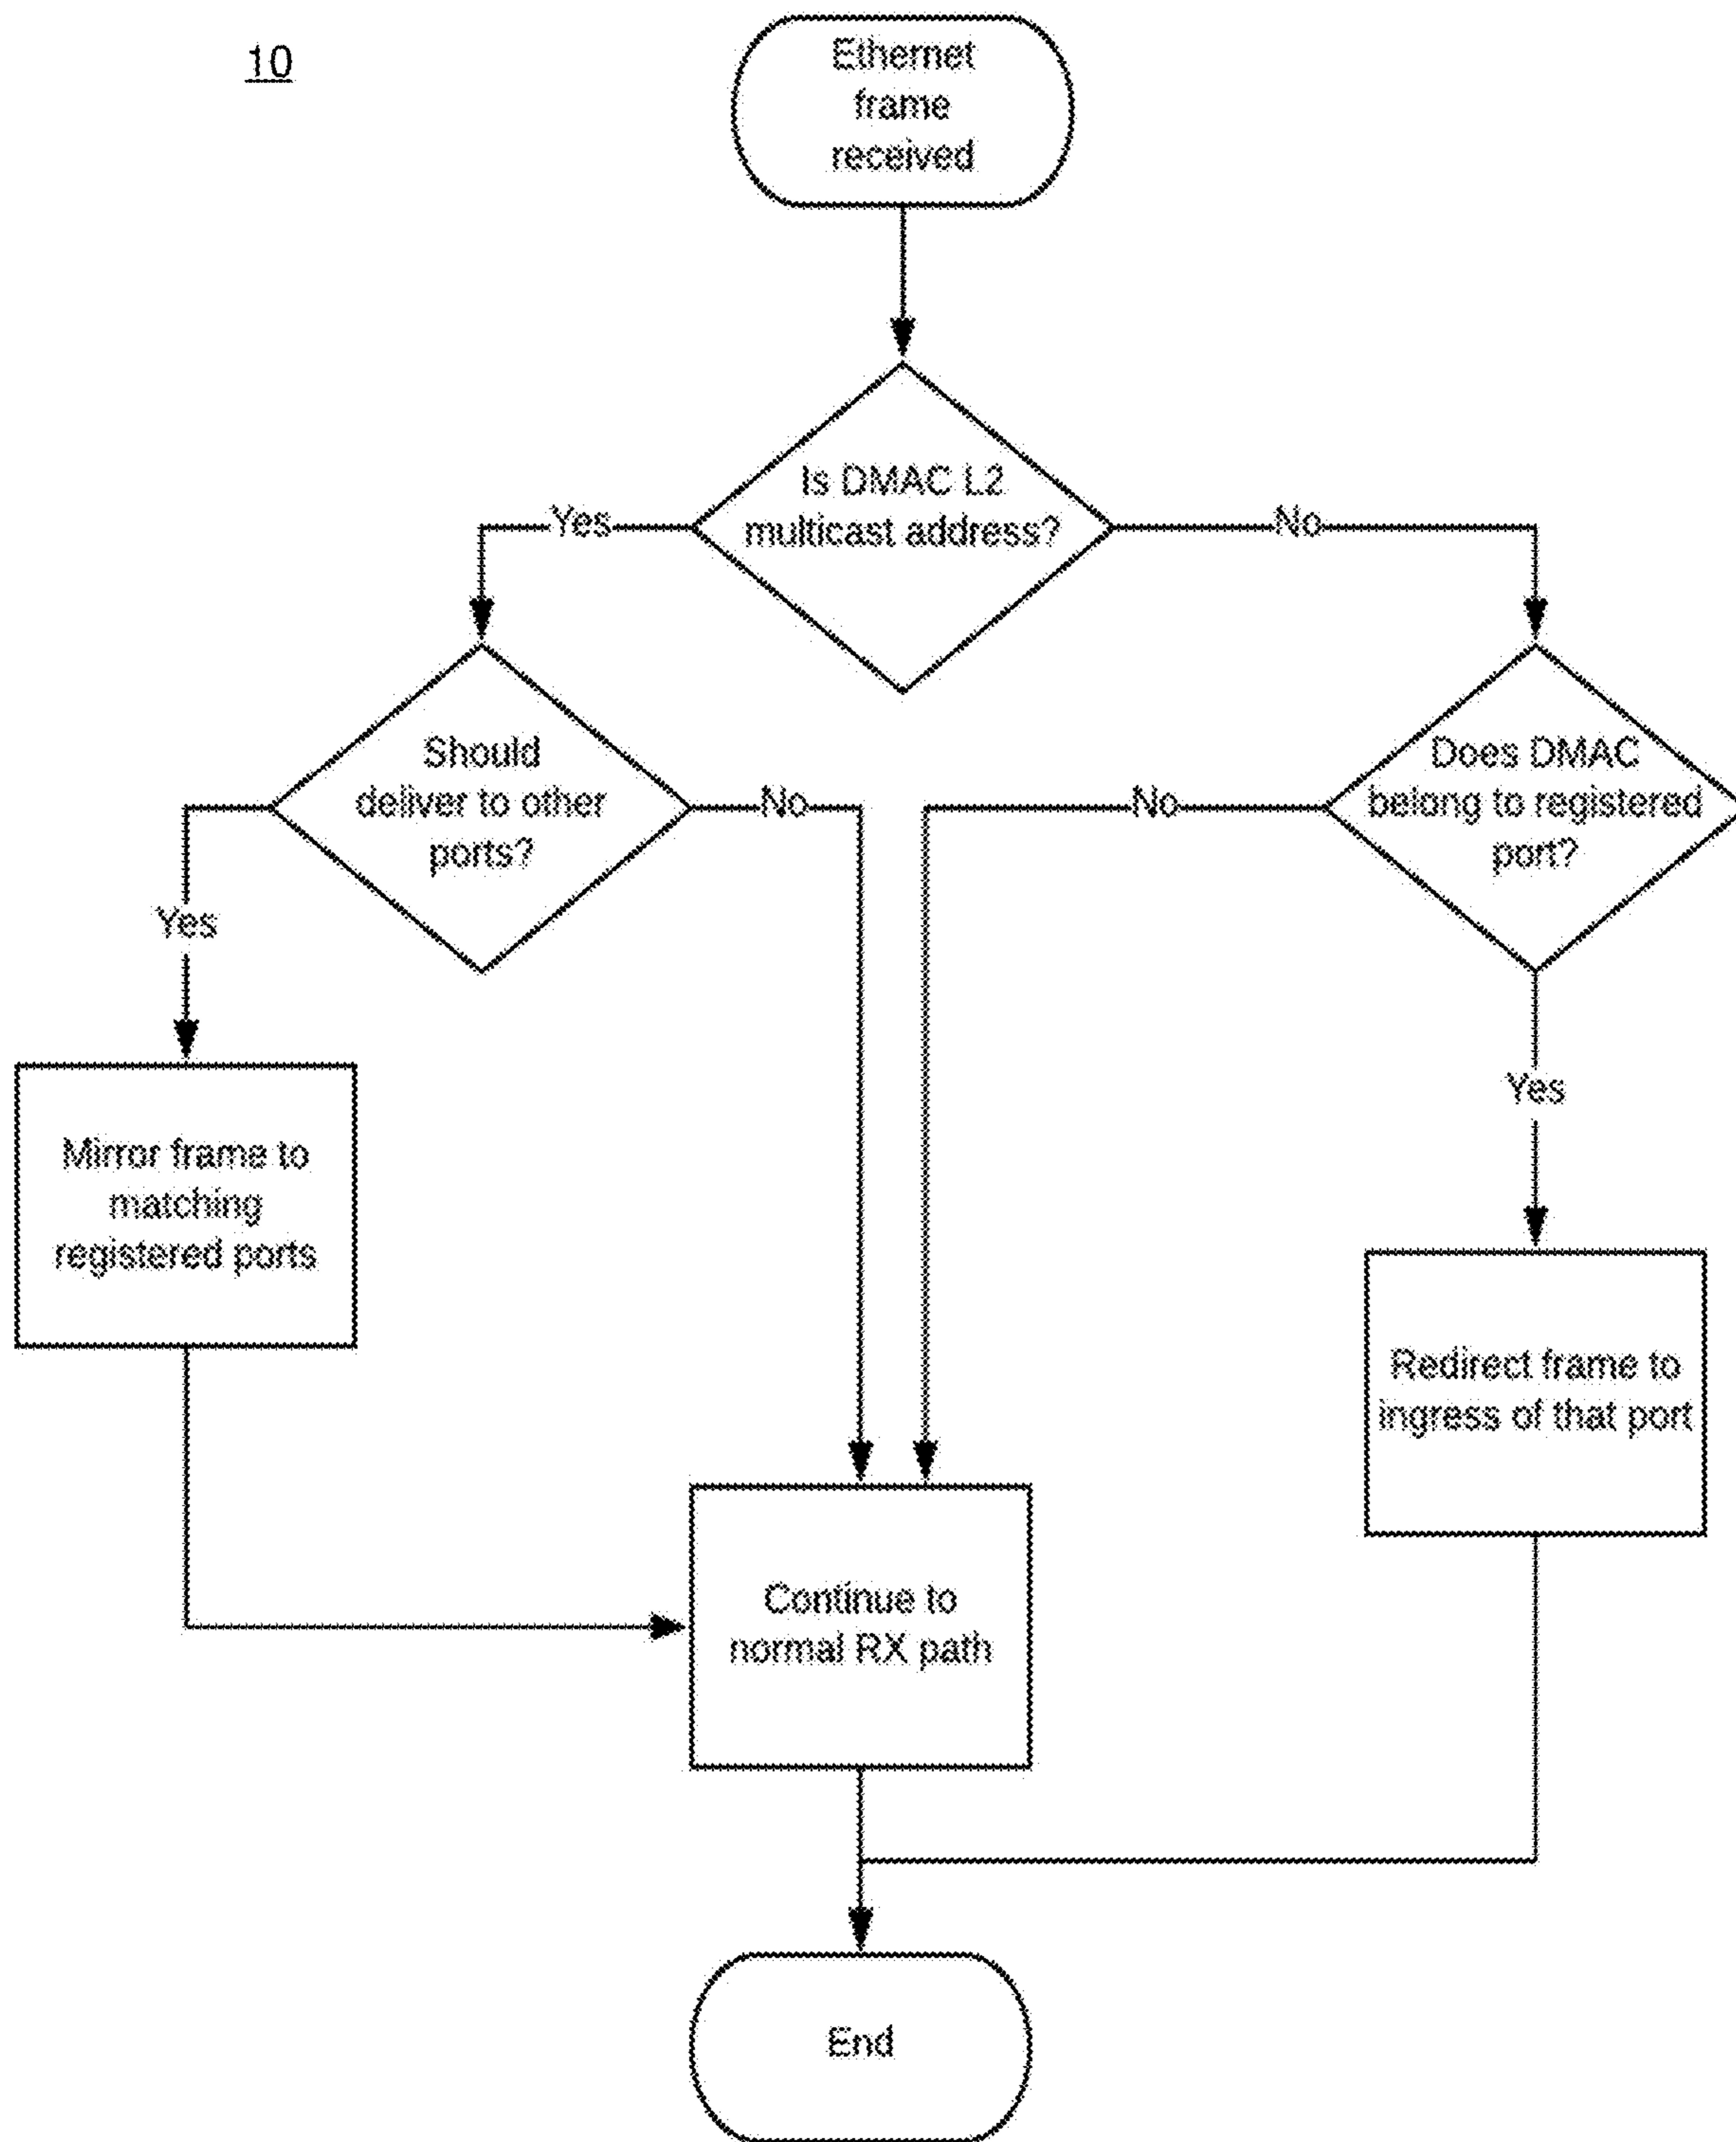 10
Ethernet
frame
received
Is DMAC L2
multicast address?
Yes
No
Should
deliver to other
ports?
No
No
Does DMAC
belong to registered
port?
Yes
Yes
Mirror frame to
matching
registered ports
Redirect frame to
ingress of that port
Continue to
normal RX path
End